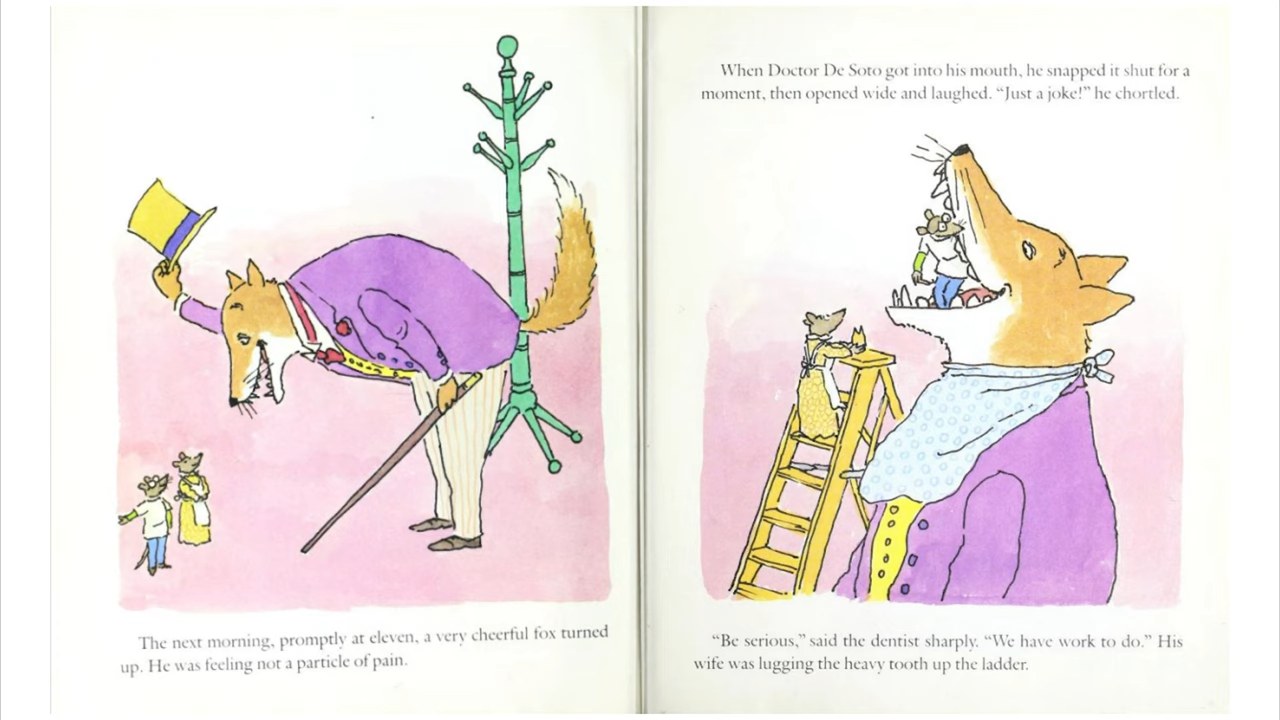 The next morning, promptly at eleven, a very cheerful fox turned
up. He was feeling not a particle of pain.
When Doctor De Soto got into his mouth, he snapped it shut for a
moment, then opened wide and laughed. “Just a joke!” he chortled.
“Be serious,” said the dentist sharply. “We have work to do.” His
wife was lugging the heavy tooth up the ladder.